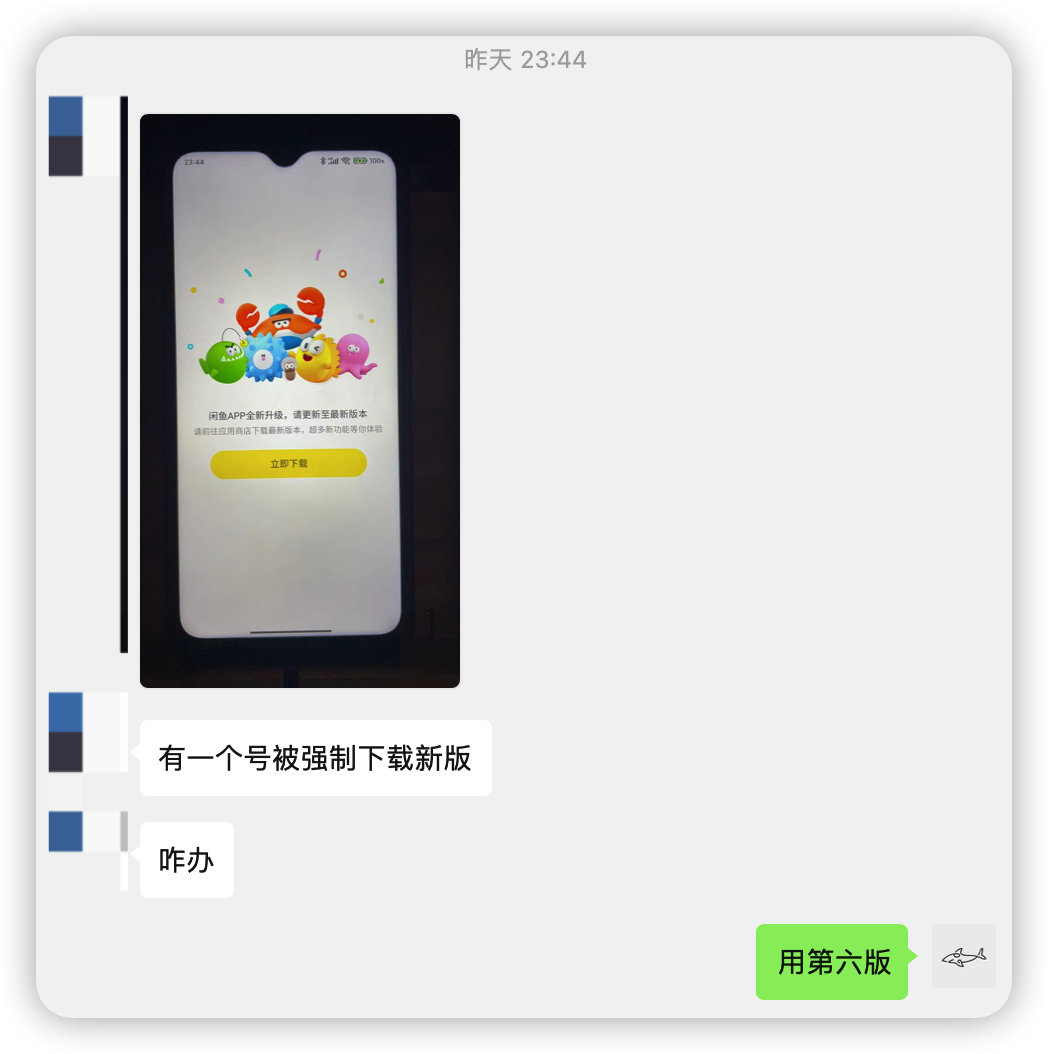 昨天 23:44
23:44
100%
闲鱼APP全新升级，请更新至最新版本
请前往应用商店下载最新版本，超多新功能等你体验
立即下载
有一个号被强制下载新版
咋办
用第六版